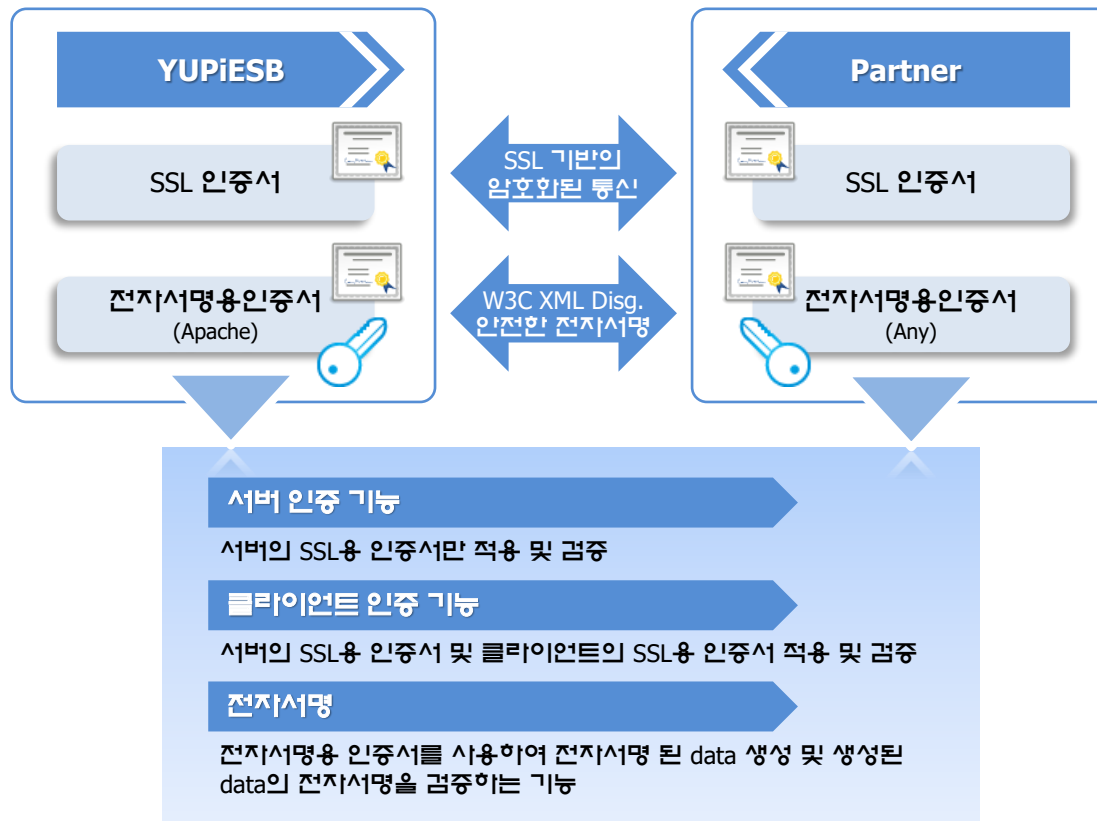 YUPiESB
Partner
SSL 인증서
SSL 기반의
암호화된 통신
SSL 인증서
전자서명용인증서
(Apache)
W3C XML Disg.
안전한 전자서명
전자서명용인증서
(Any)
서버 인증 기능
서버의 SSL용 인증서만 적용 및 검증
클라이언트 인증 기능
서버의 SSL용 인증서 및 클라이언트의 SSL용 인증서 적용 및 검증
전자서명
전자서명용 인증서를 사용하여 전자서명 된 data 생성 및 생성된
data의 전자서명을 검증하는 기능